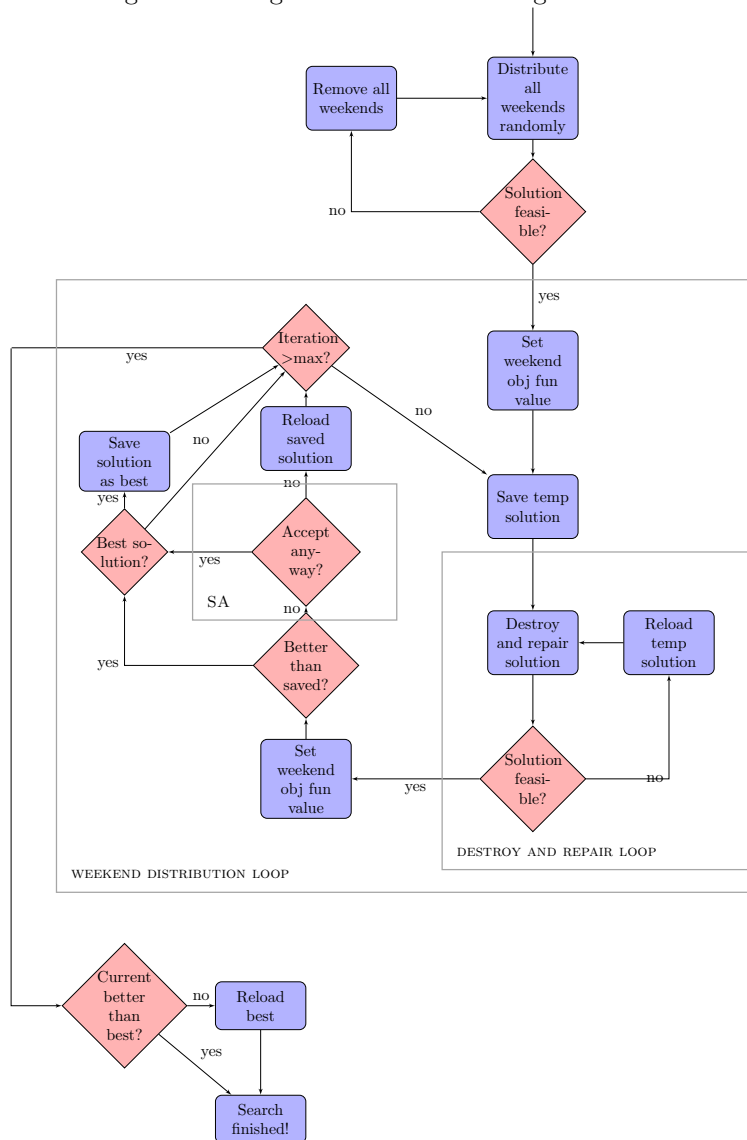 Distribute
all
weekends
randomly
Remove all
weekends
Solution
feasi-
ble?
no
yes
Iteration
>max?
yes
Set
weekend
obj fun
value
no
Reload
saved
solution
Save
solution
as best
no
no
yes
Save temp
solution
Accept
any-
way?
Best so-
lution?
yes
SA
no
Destroy
and repair
solution
Reload
temp
solution
Better
than
saved?
yes
Set
weekend
obj fun
value
Solution
feasi-
ble?
no
yes
DESTROY AND REPAIR LOOP
WEEKEND DISTRIBUTION LOOP
Current
better
than
best?
no
Reload
best
yes
Search
finished!